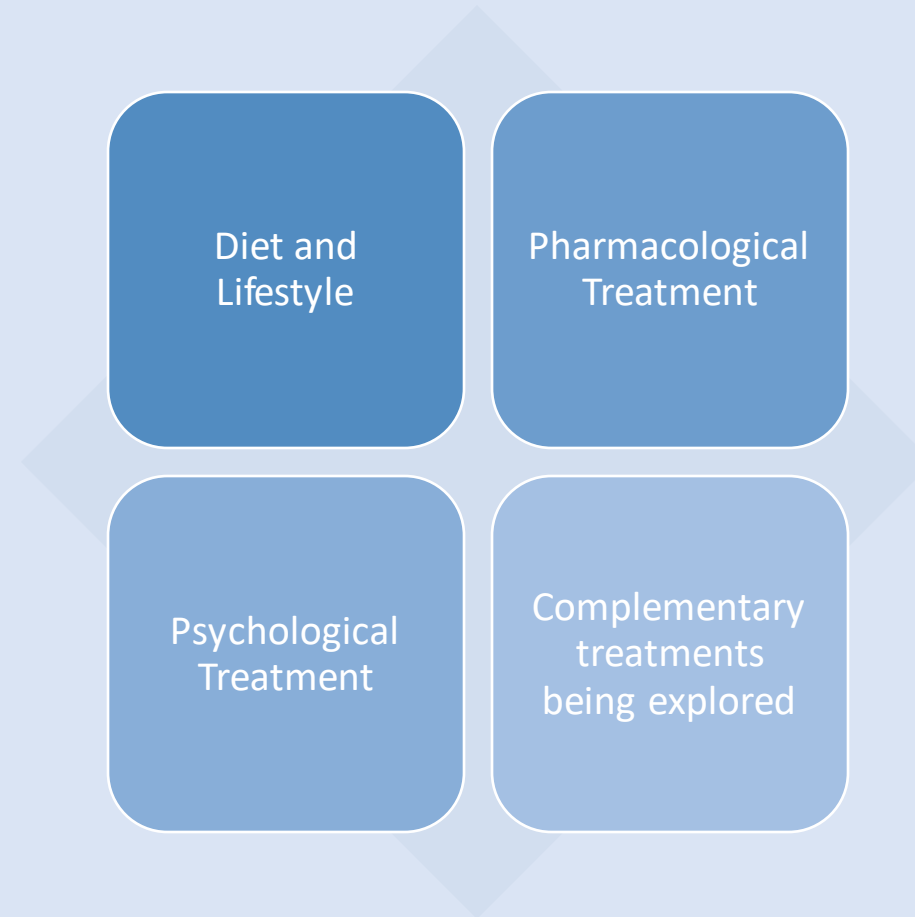 Diet and
Lifestyle
Pharmacological
Treatment
Psychological
Treatment
Complementary
treatments
being explored